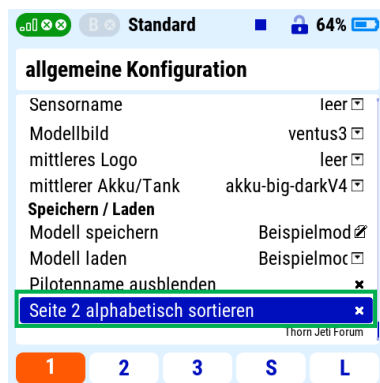 B Standard 64%
allgemeine Konfiguration
Sensorname leer
Modellbild ventus3
mittleres Logo leer
mittlerer Akku/Tank akku-big-darkV4
Speichern / Laden
Modell speichern Beispielmod
Modell laden Beispielmoc
Pilotenname ausblenden
Seite 2 alphabetisch sortieren
Thorn Jeti Forum
1 2 3 S L